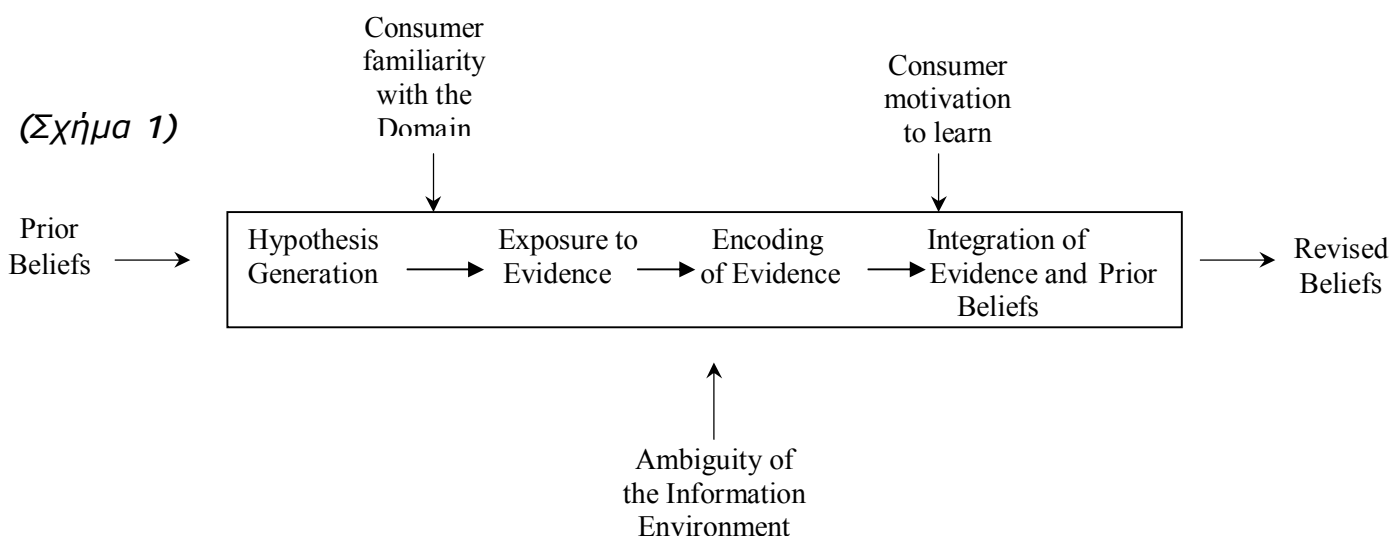 Consumer
familiarity
with the
Domain
Consumer
motivation
to learn
(Σχήμα 1)
Prior
Beliefs
Hypothesis
Generation
Exposure to
Evidence
Encoding
of Evidence
Integration of
Evidence and Prior
Beliefs
Revised
Beliefs
Ambiguity of
the Information
Environment